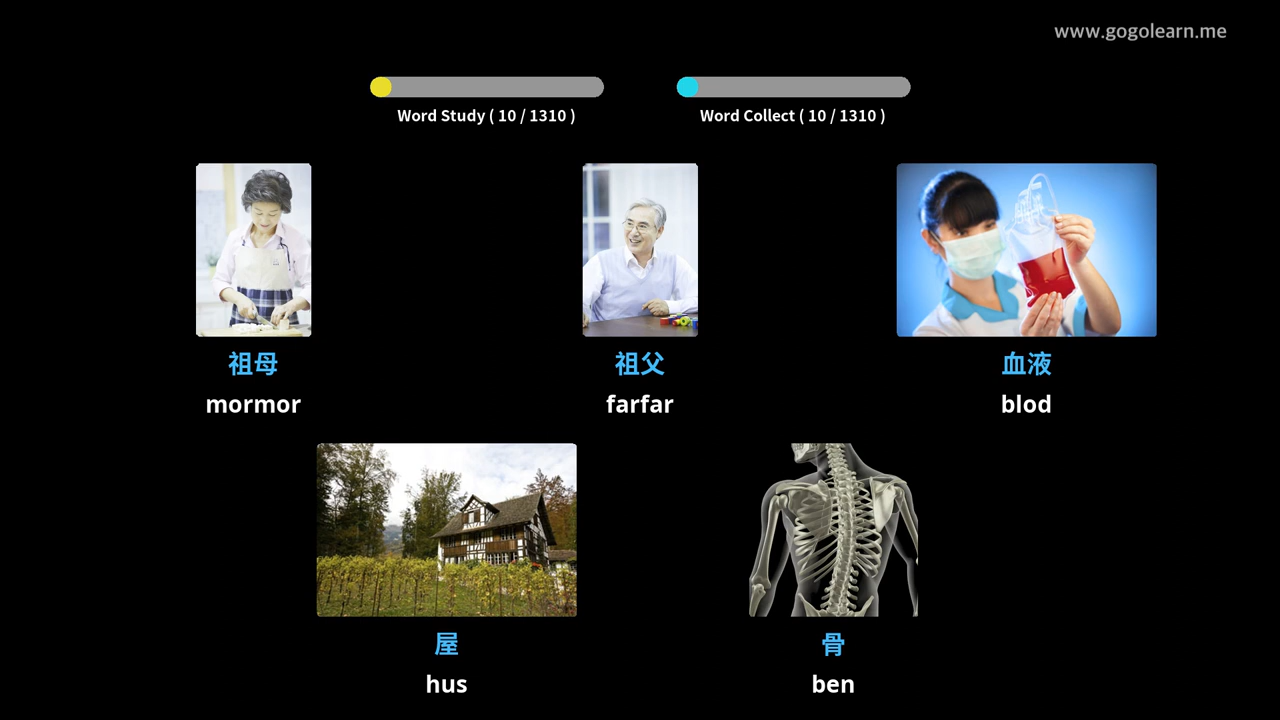 www.gogolearn.me
Word Study ( 10 / 1310 )
Word Collect ( 10 / 1310 )
祖母
mormor
祖父
farfar
血液
blod
屋
hus
骨
ben